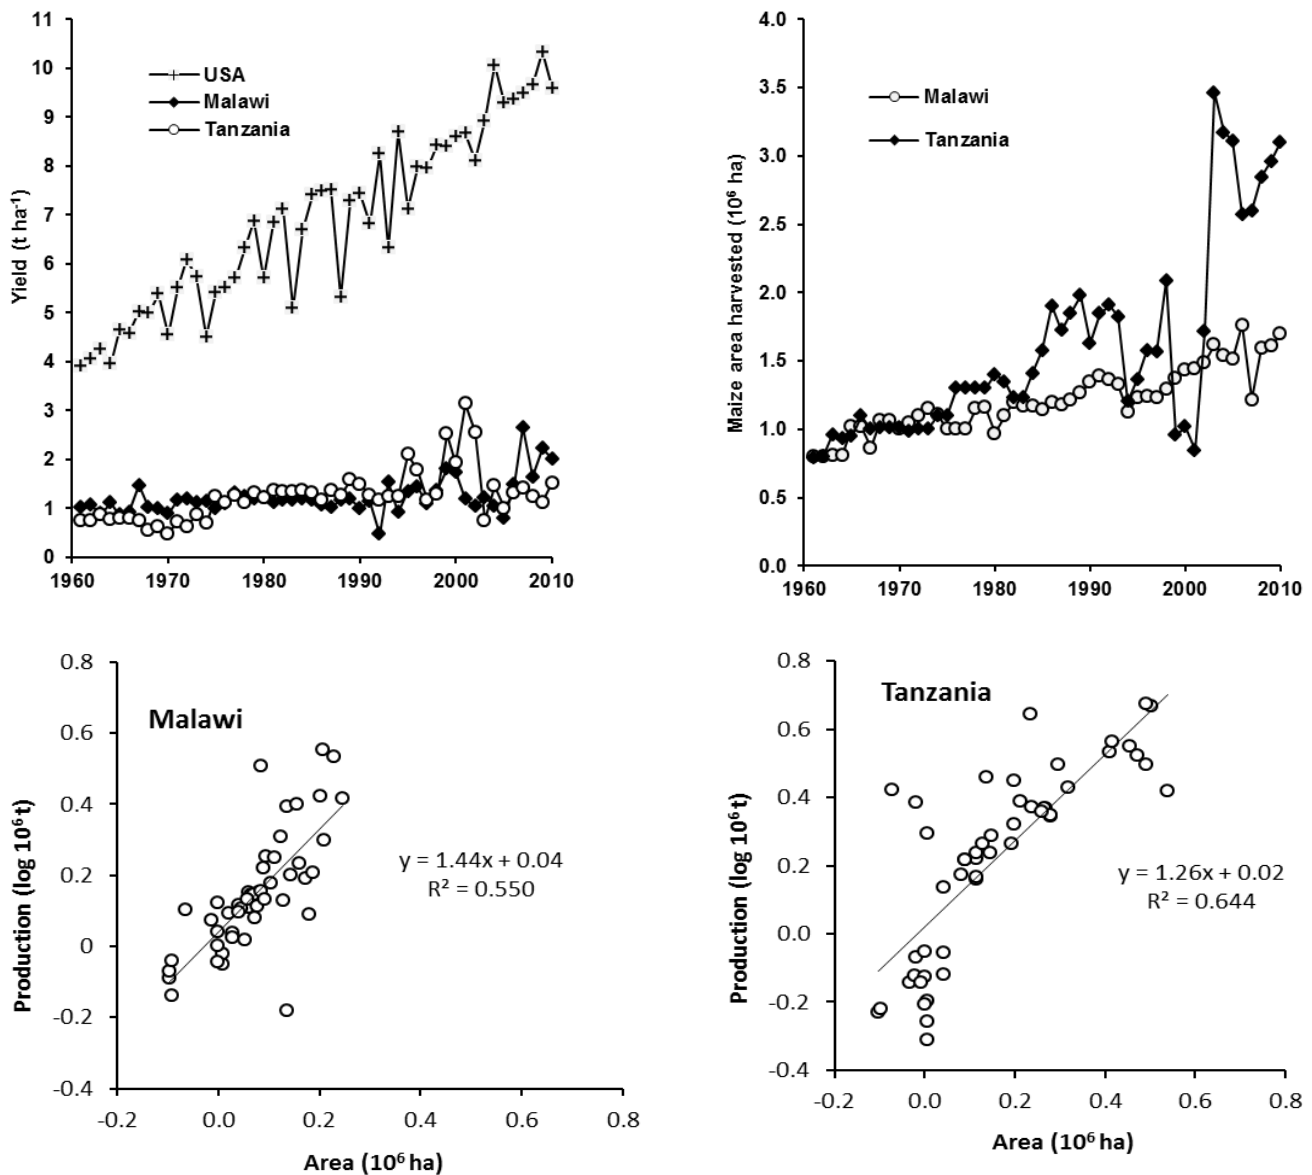 11
10
9
8
7
6
5
4
3
2
1
0
Yield (t ha⁻¹)
USA
Malawi
Tanzania
1960 1970 1980 1990 2000 2010
4.0
3.5
3.0
2.5
2.0
1.5
1.0
0.5
0.0
Maize area harvested (10⁶ ha)
Malawi
Tanzania
1960 1970 1980 1990 2000 2010
0.8
0.6
0.4
0.2
0
-0.2
-0.4
Production (log 10⁶ t)
Malawi
y = 1.44x + 0.04
R² = 0.550
-0.2 0.0 0.2 0.4 0.6 0.8
Area (10⁶ ha)
0.8
0.6
0.4
0.2
0.0
-0.2
-0.4
Production (log 10⁶ t)
Tanzania
y = 1.26x + 0.02
R² = 0.644
-0.2 0.0 0.2 0.4 0.6 0.8
Area (10⁶ ha)